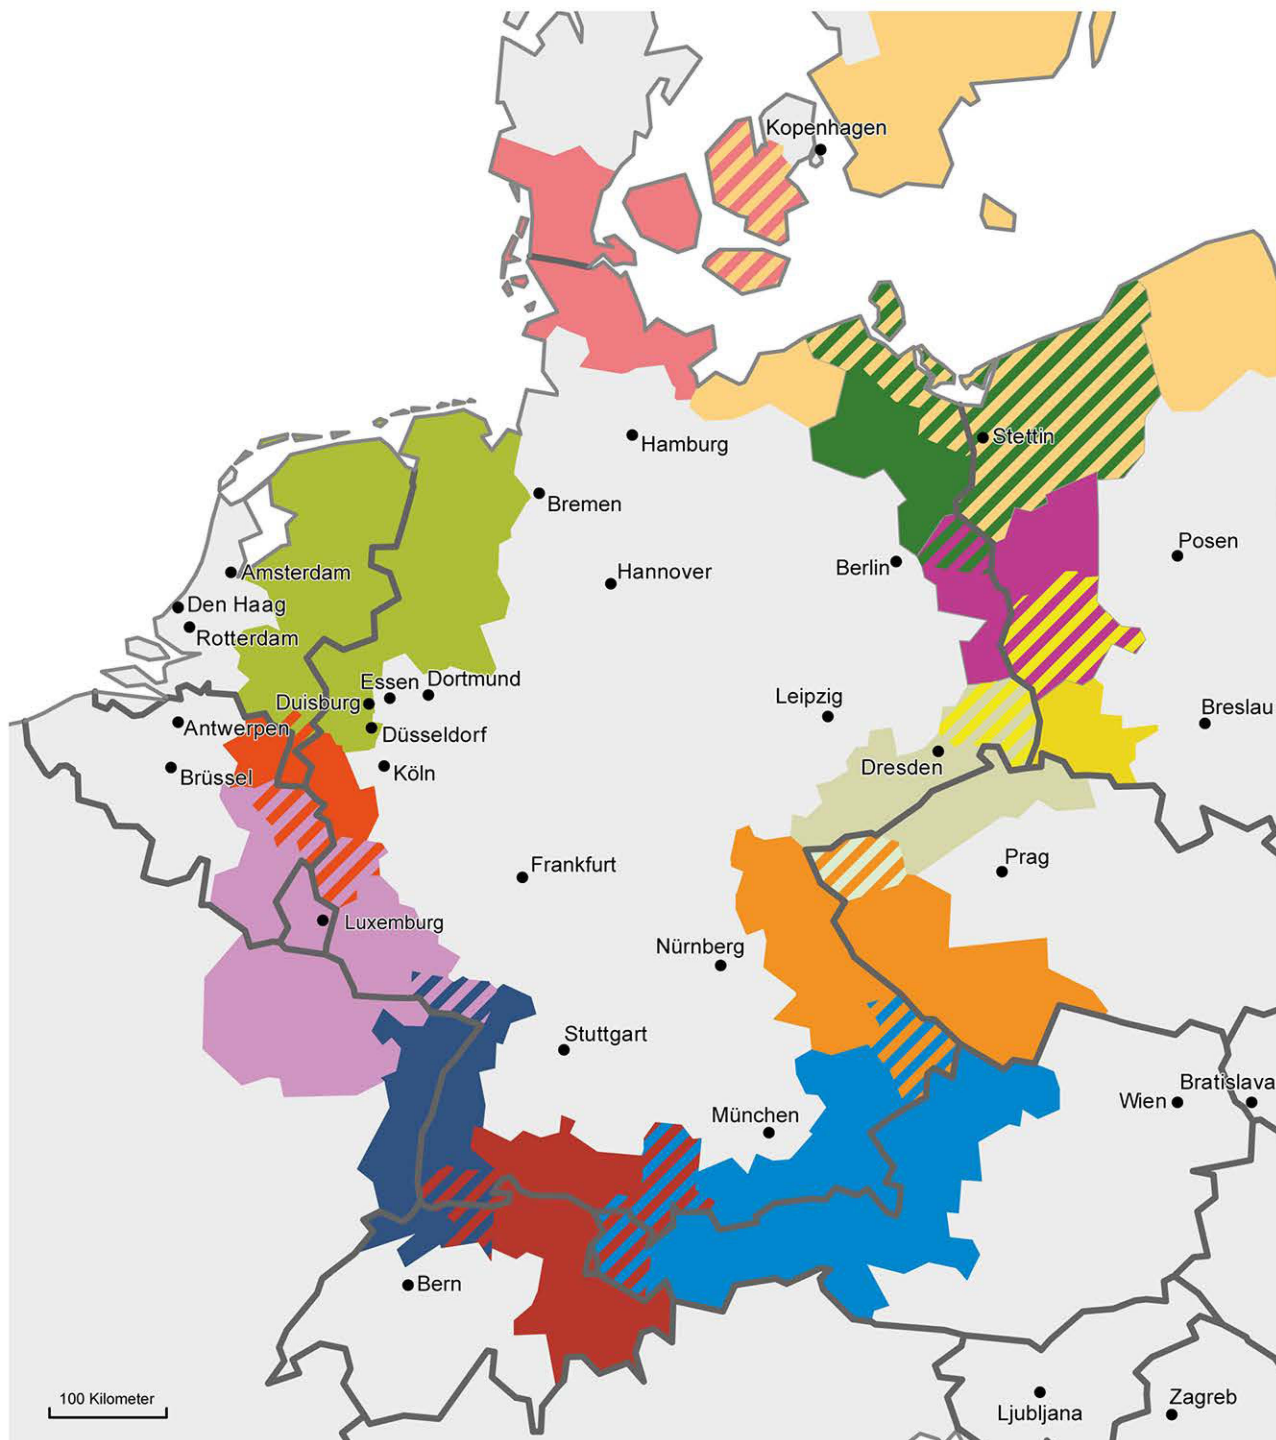 Kopenhagen
Hamburg
Stettin
Bremen
Posen
Hannover
Berlin
Amsterdam
Den Haag
Rotterdam
Essen
Dortmund
Duisburg
Leipzig
Breslau
Antwerpen
Düsseldorf
Dresden
Brüssel
Köln
Prag
Frankfurt
Luxemburg
Nürnberg
Stuttgart
Bratislava
Wien
München
Bern
100 Kilometer
Zagreb
Ljubljana